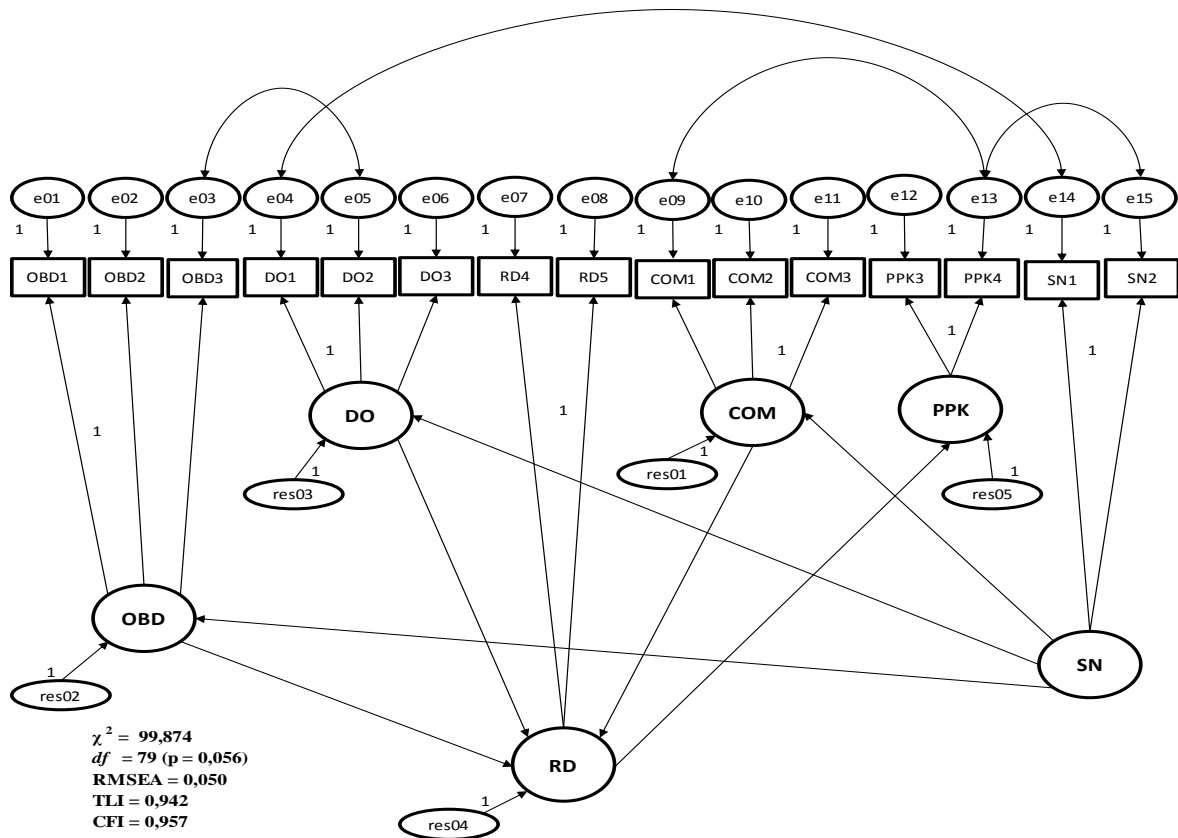 e01 e02 e03 e04 e05 e06 e07 e08 e09 e10 e11 e12 e13 e14 e15
1 1 1 1 1 1 1 1 1 1 1 1 1 1 1
OBD1 OBD2 OBD3 DO1 DO2 DO3 RD4 RD5 COM1 COM2 COM3 PPK3 PPK4 SN1 SN2
1 1 1 1
1 1
DO COM PPK
1 1 1
res03 res01 res05
OBD
SN
1
res02
χ² = 99,874
df = 79 (p = 0,056)
RMSEA = 0,050
TLI = 0,942
CFI = 0,957
RD
1
res04